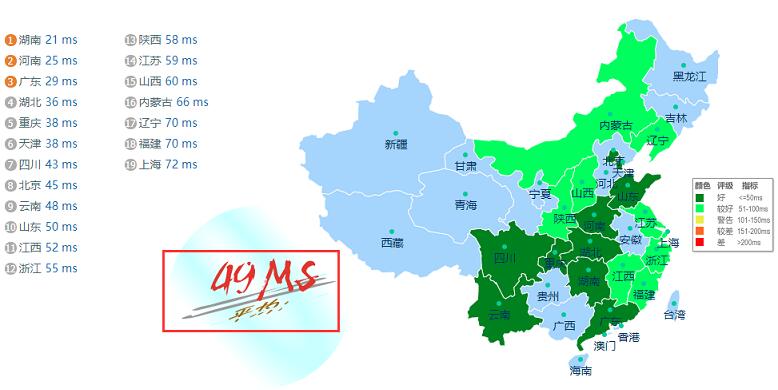 1 湖南 21 ms
2 河南 25 ms
3 广东 29 ms
4 湖北 36 ms
5 重庆 38 ms
6 天津 38 ms
7 四川 43 ms
8 北京 45 ms
9 云南 48 ms
10 山东 50 ms
11 江西 52 ms
12 浙江 55 ms
13 陕西 58 ms
14 江苏 59 ms
15 山西 60 ms
16 内蒙古 66 ms
17 辽宁 70 ms
18 福建 70 ms
19 上海 72 ms
49 MS
平均
黑龙江
吉林
内蒙古
辽宁
新疆
北京
甘肃
天津
河北
宁夏
山西
山东
青海
陕西
河南
江苏
西藏
安徽
上海
四川
湖北
重庆
浙江
江西
湖南
贵州
福建
云南
广西
广东
台湾
香港
澳门
海南
颜色 评级 指标
好 <=50ms
较好 51-100ms
警告 101-150ms
较差 151-200ms
差 >200ms